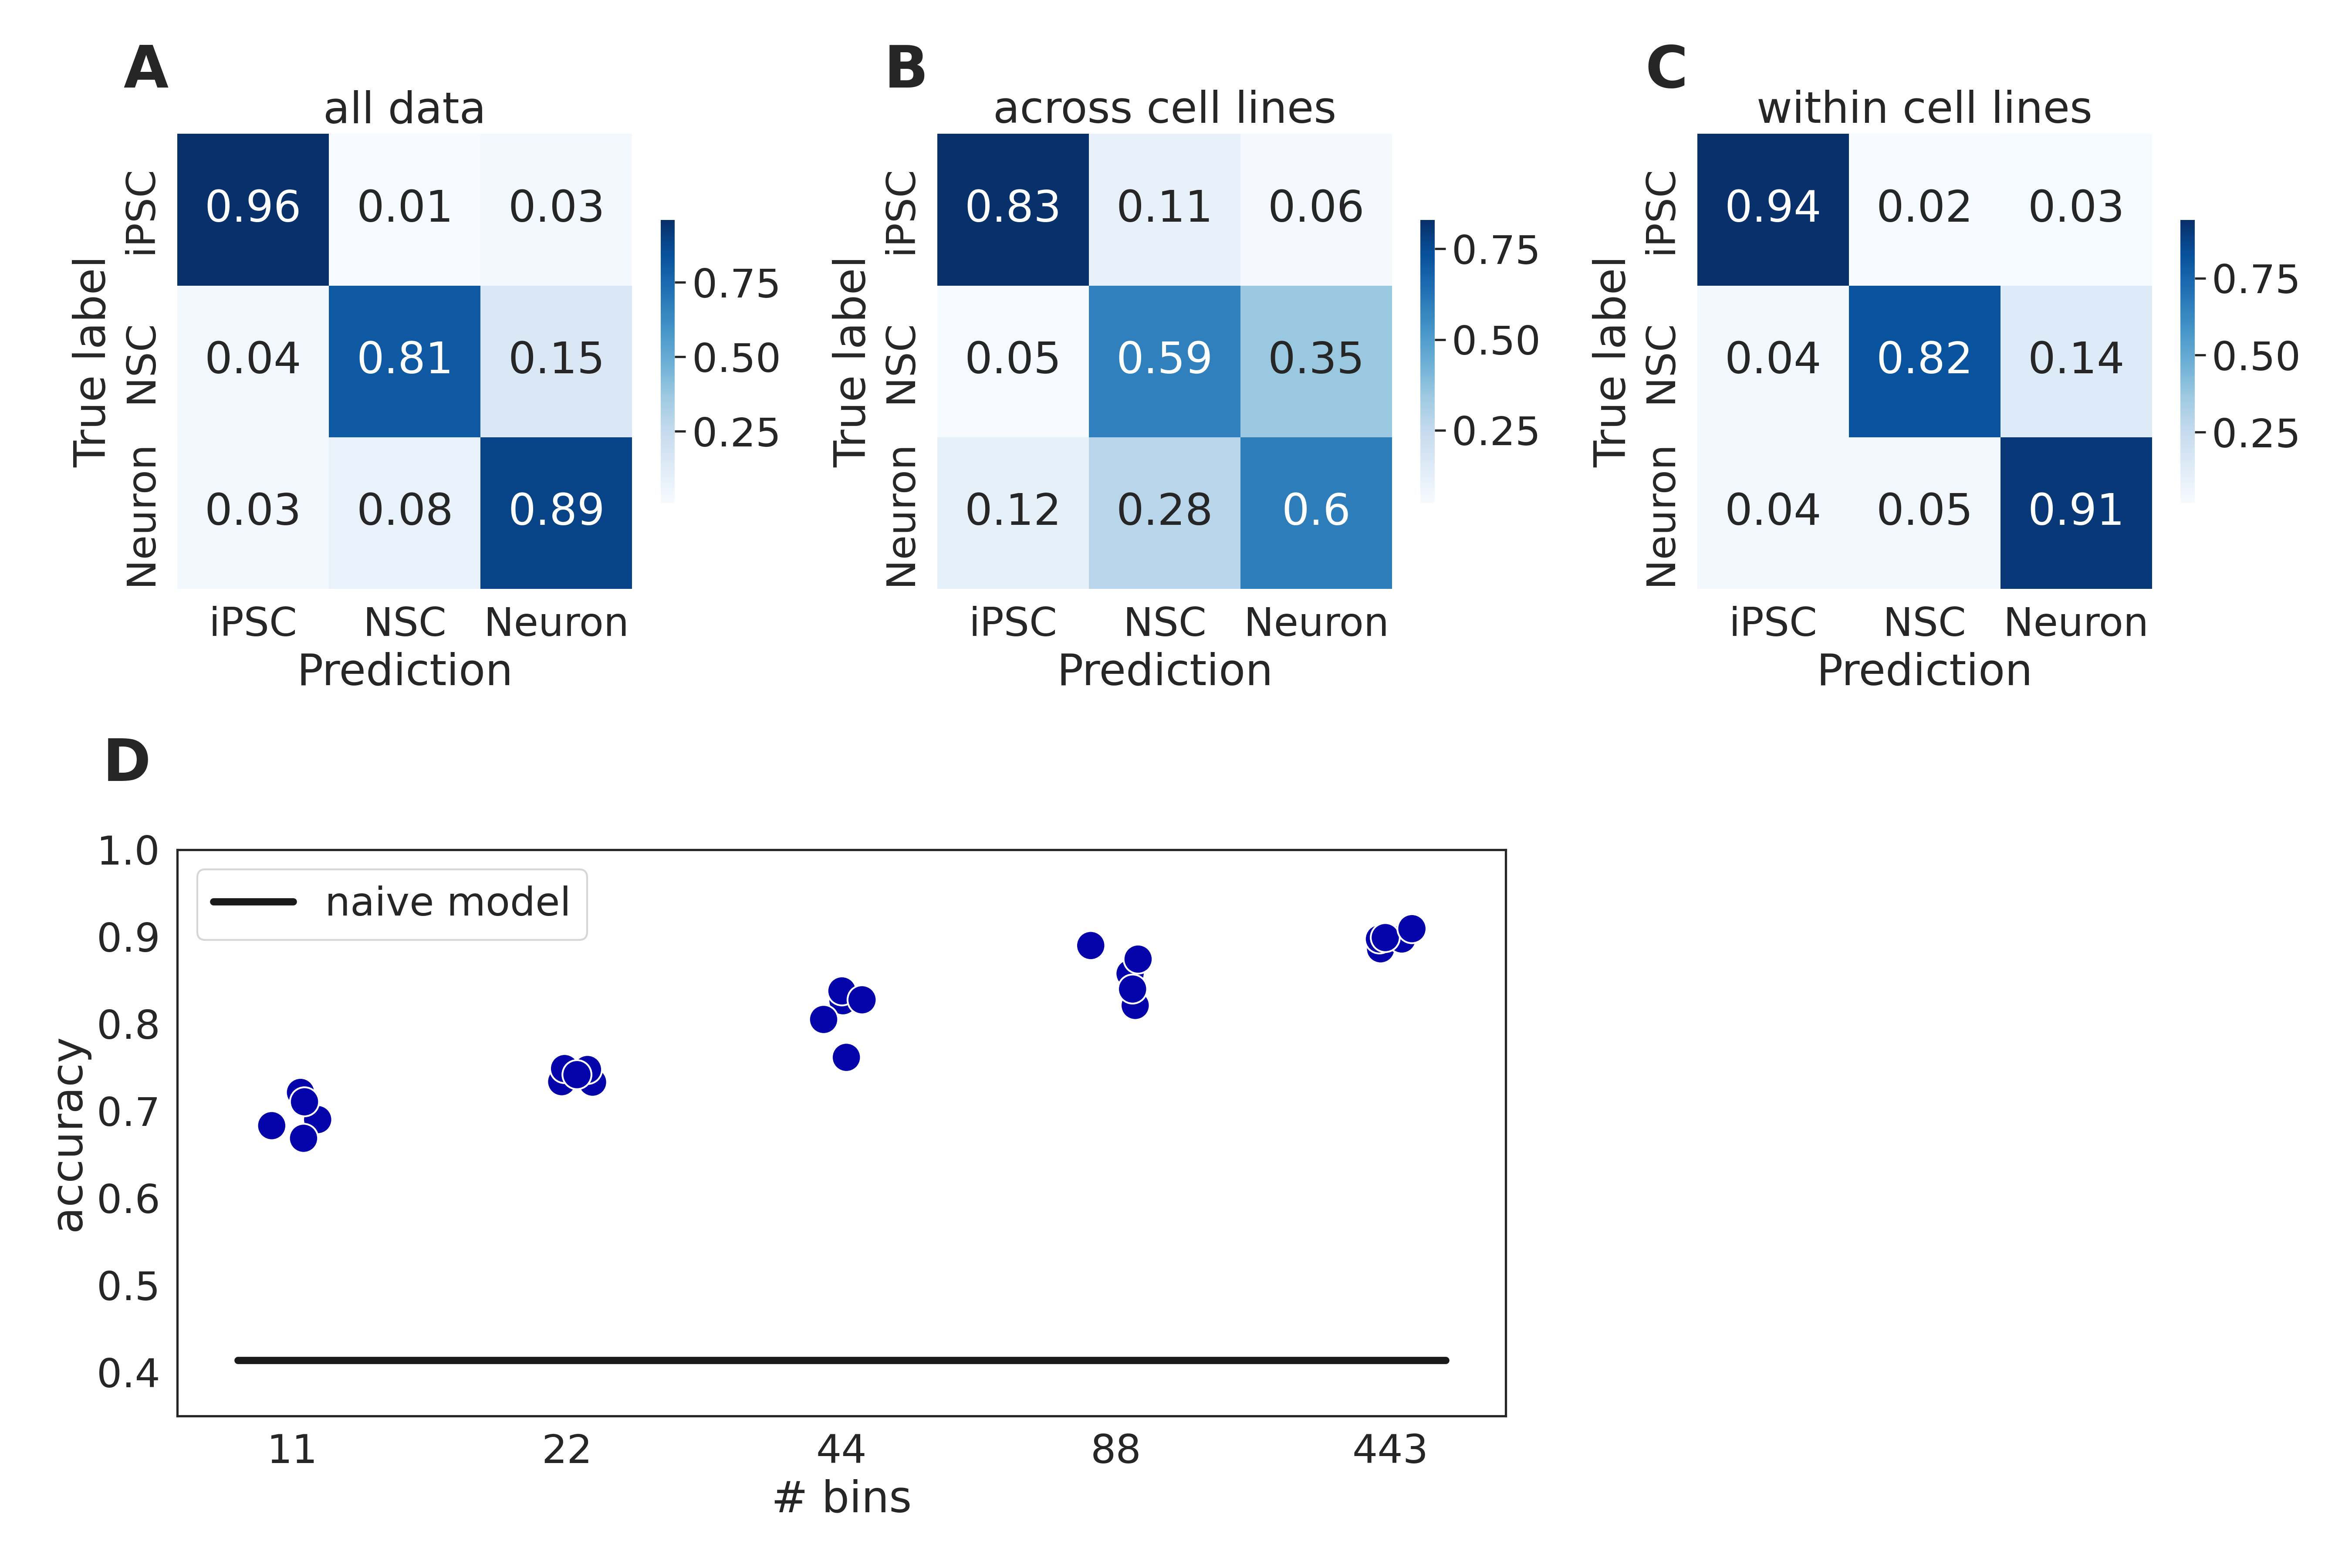 A
all data
True label
iPSC
0.96 0.01 0.03
NSC
0.04 0.81 0.15
Neuron
0.03 0.08 0.89
iPSC NSC Neuron
Prediction
0.75
0.50
0.25
B
across cell lines
True label
iPSC
0.83 0.11 0.06
NSC
0.05 0.59 0.35
Neuron
0.12 0.28 0.6
iPSC NSC Neuron
Prediction
0.75
0.50
0.25
C
within cell lines
True label
iPSC
0.94 0.02 0.03
NSC
0.04 0.82 0.14
Neuron
0.04 0.05 0.91
iPSC NSC Neuron
Prediction
0.75
0.50
0.25
D
naive model
accuracy
1.0
0.9
0.8
0.7
0.6
0.5
0.4
11 22 44 88 443
# bins